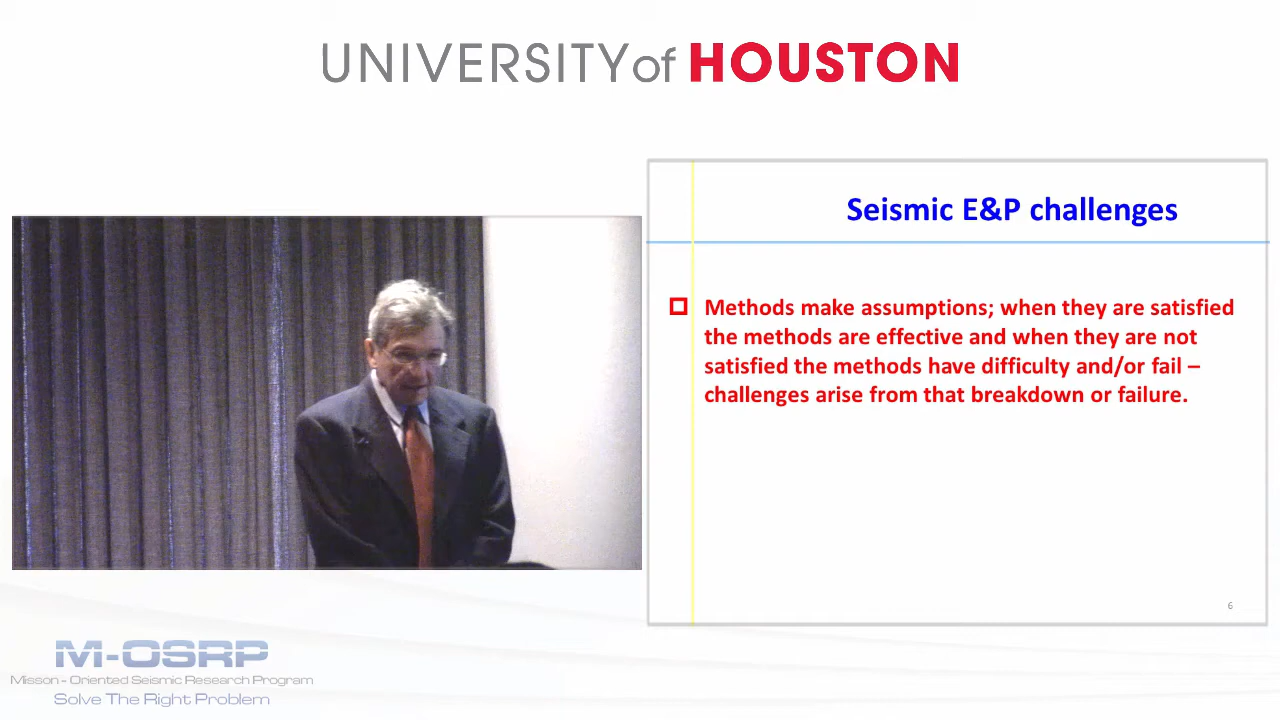 UNIVERSITY of HOUSTON
Seismic E&P challenges
Methods make assumptions; when they are satisfied
the methods are effective and when they are not
satisfied the methods have difficulty and/or fail –
challenges arise from that breakdown or failure.
6
M-OSRP
Misson - Oriented Seismic Research Program
Solve The Right Problem